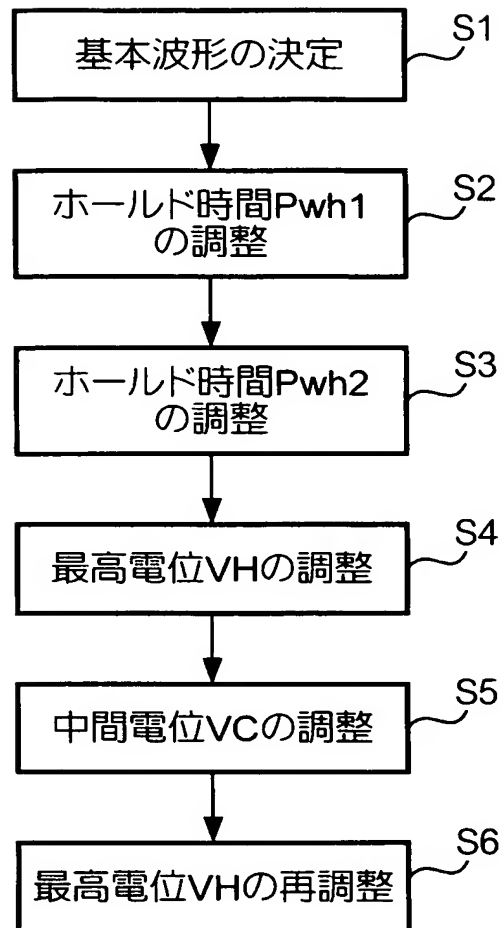 基本波形の決定
S1
ホールド時間Pwh1
の調整
S2
ホールド時間Pwh2
の調整
S3
最高電位VHの調整
S4
中間電位VCの調整
S5
最高電位VHの再調整
S6